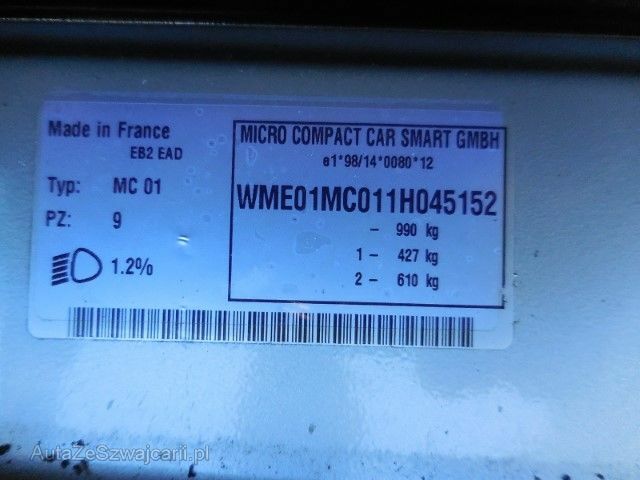 Made in France
EB2 EAD
Typ: MC 01
PZ: 9
1.2%
MICRO COMPACT CAR SMART GMBH
e1*98/14*0080*12
WME01MC011H045152
– 990 kg
1 – 427 kg
2 – 610 kg
AutaZeSzwajcarii.pl